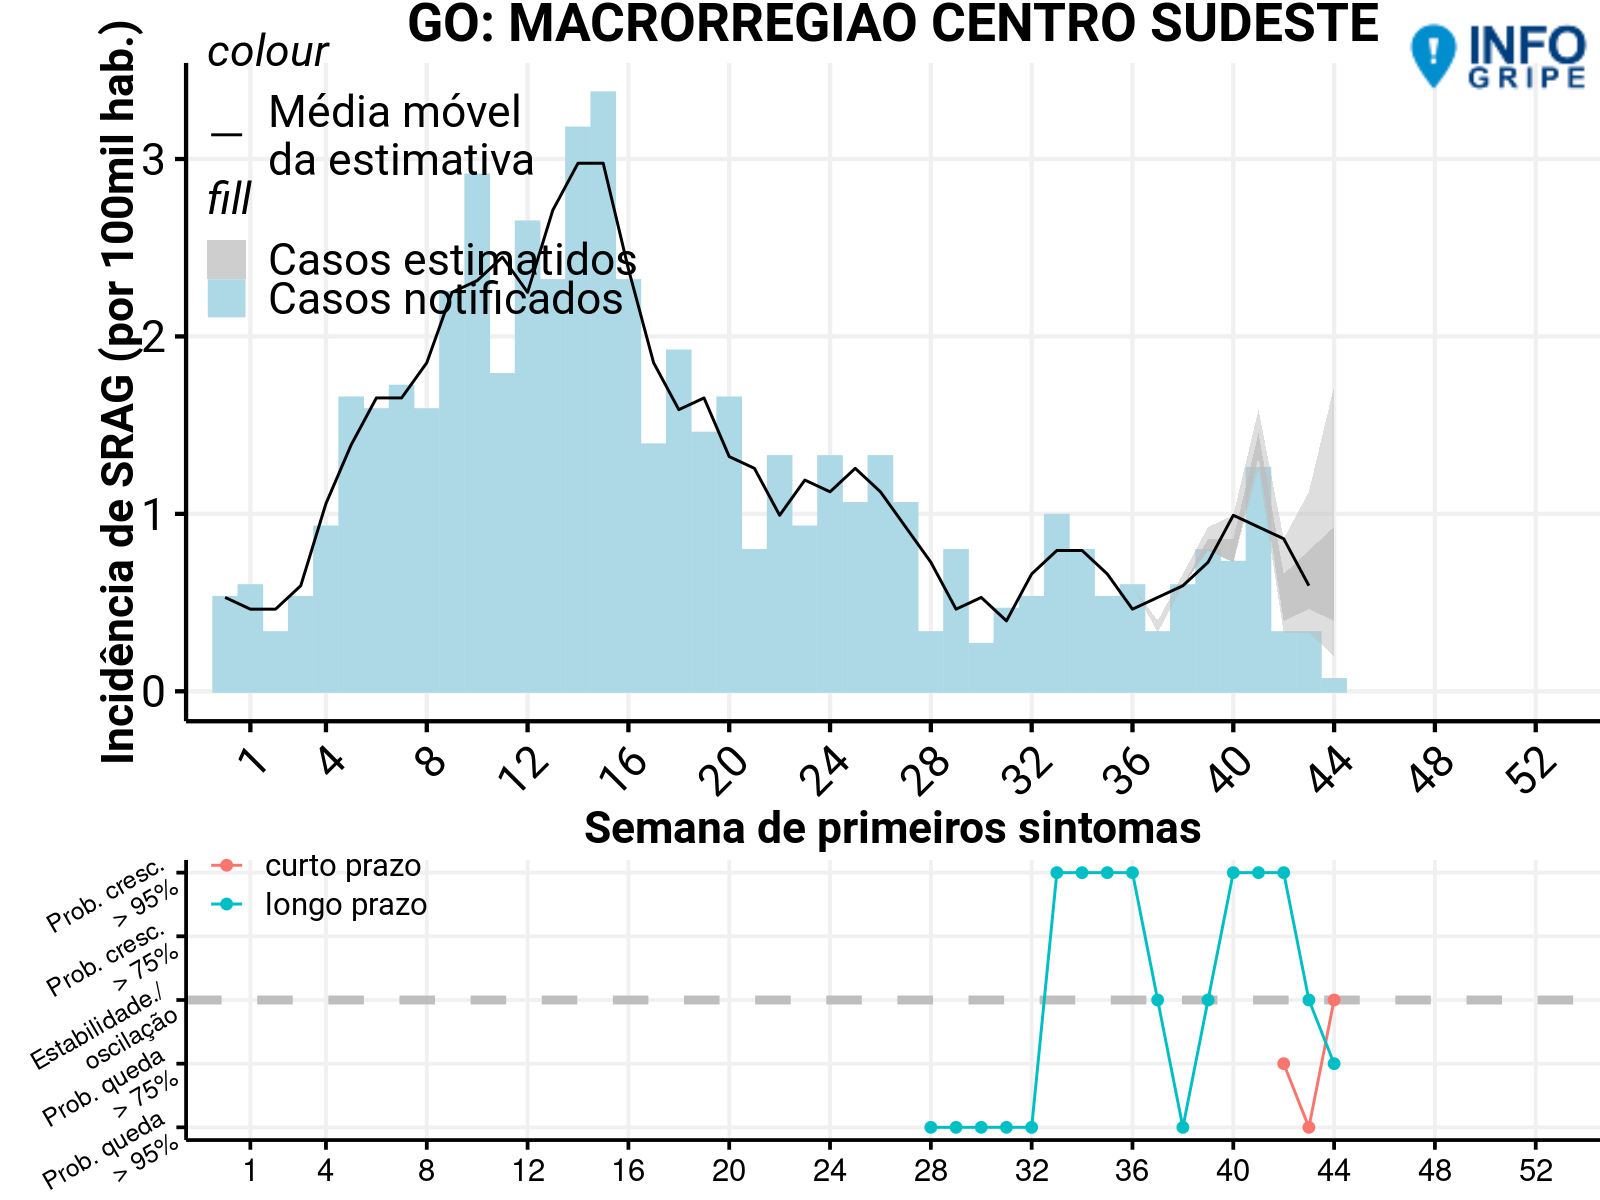 GO: MACRORREGIAO CENTRO SUDESTE
INFO
GRIPE
colour
Média móvel
da estimativa
fill
Casos estimatidos
Casos notificados
Incidência de SRAG (por 100mil hab.)
3
2
1
0
1 4 8 12 16 20 24 28 32 36 40 44 48 52
Semana de primeiros sintomas
curto prazo
longo prazo
Prob. cresc.
> 95%
Prob. cresc.
> 75%
Estabilidade./
oscilação
Prob. queda
> 75%
Prob. queda
> 95%
1 4 8 12 16 20 24 28 32 36 40 44 48 52